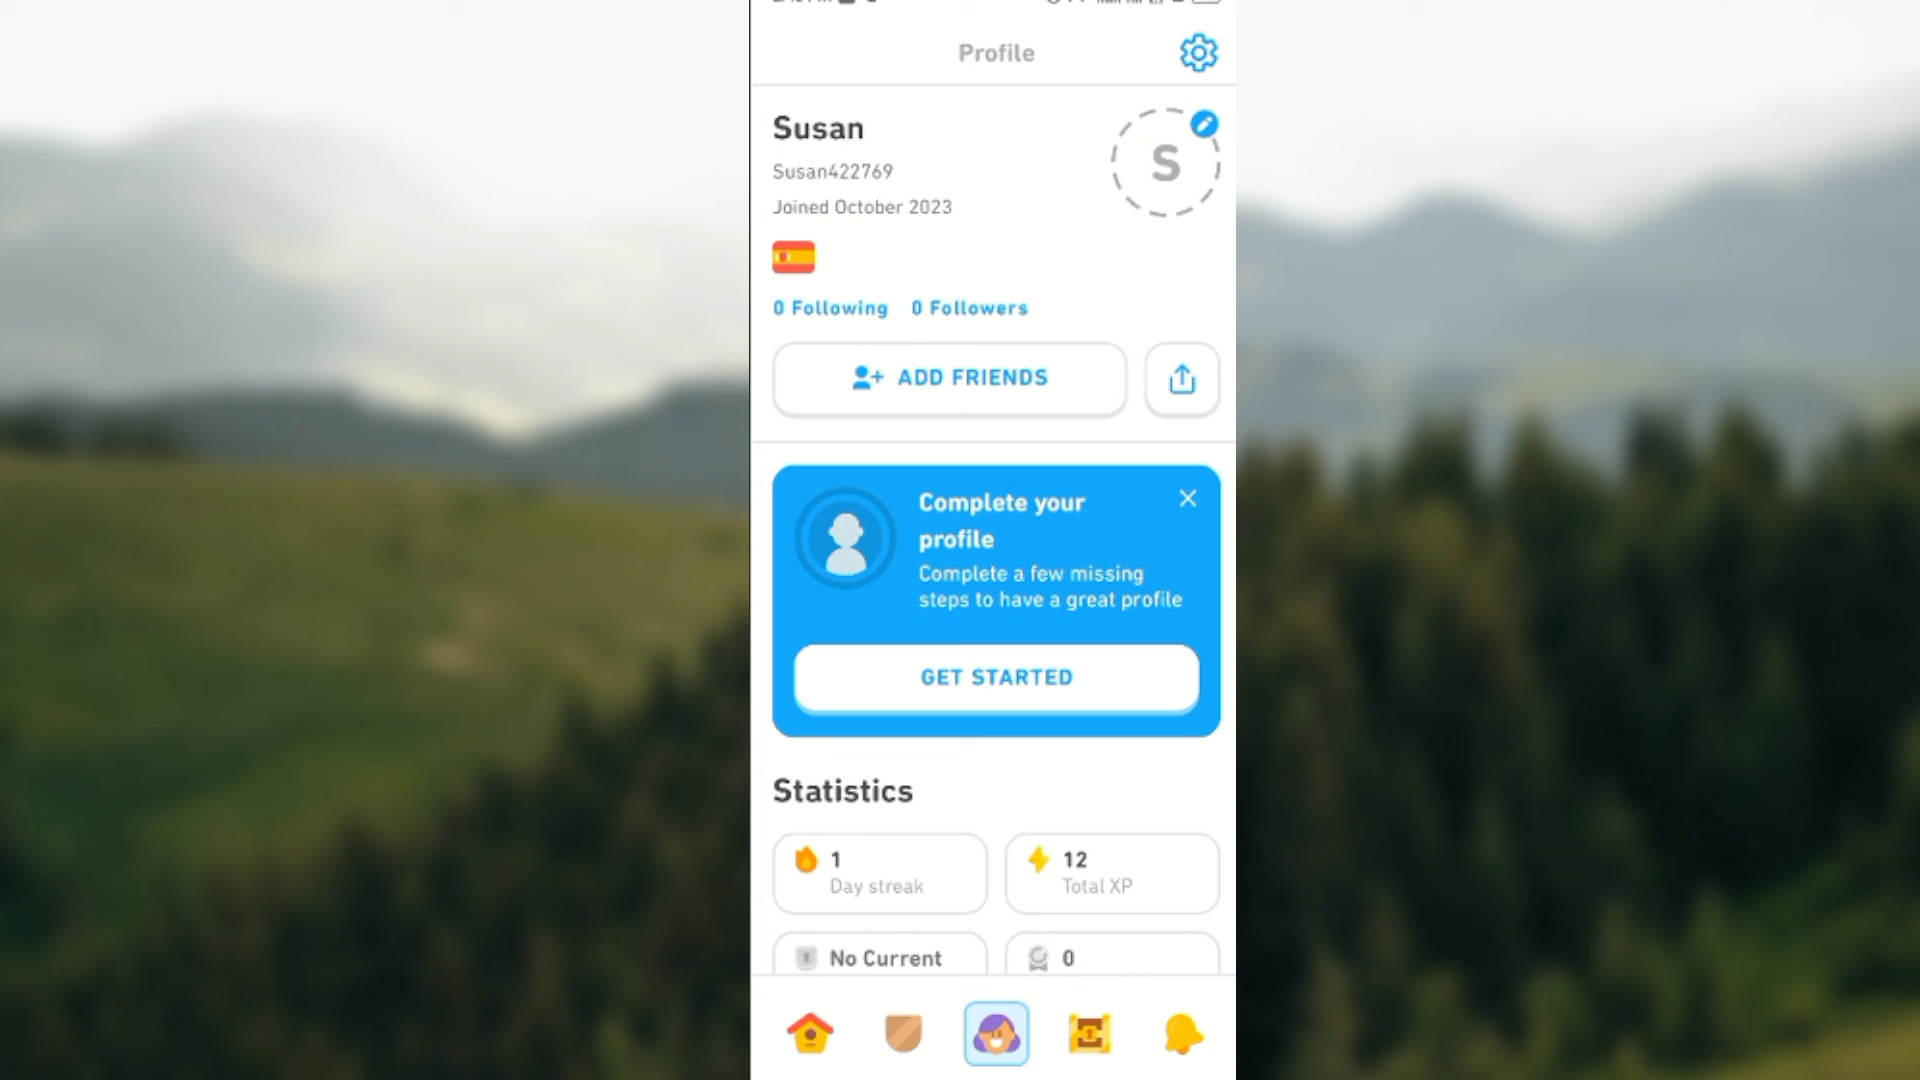 Profile
Susan
S
Susan422769
Joined October 2023
0 Following 0 Followers
ADD FRIENDS
Complete your
profile
Complete a few missing
steps to have a great profile
GET STARTED
Statistics
1
Day streak
12
Total XP
No Current
0